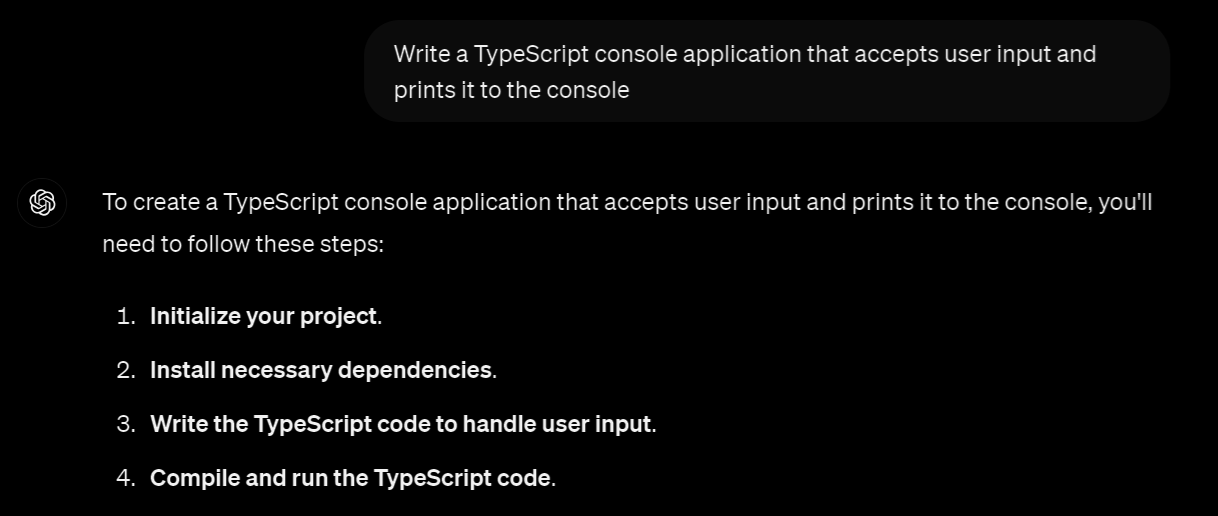 Write a TypeScript console application that accepts user input and
prints it to the console
To create a TypeScript console application that accepts user input and prints it to the console, you'll
need to follow these steps:
1. Initialize your project.
2. Install necessary dependencies.
3. Write the TypeScript code to handle user input.
4. Compile and run the TypeScript code.